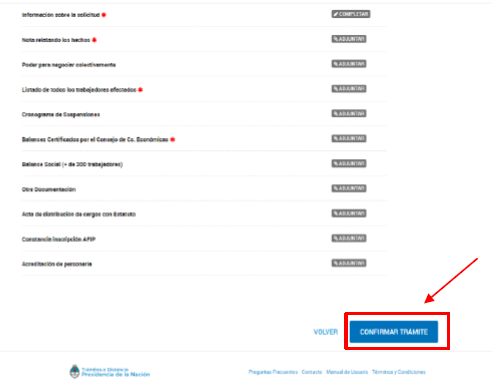 Información sobre la solicitud *
COMPLETAR
Nota relatando los hechos *
ADJUNTAR
Poder para negociar colectivamente
ADJUNTAR
Listado de todos los trabajadores afectados *
ADJUNTAR
Cronograma de Suspensiones
ADJUNTAR
Balances Certificados por el Consejo de Cs. Económicas *
ADJUNTAR
Balance Social (+ de 300 trabajadores)
ADJUNTAR
Otra Documentación
ADJUNTAR
Acta de distribución de cargos con Estatuto
ADJUNTAR
Constancia inscripción AFIP
ADJUNTAR
Acreditación de personería
ADJUNTAR
VOLVER
CONFIRMAR TRAMITE
Trámites a Distancia
Presidencia de la Nación
Preguntas Frecuentes Contacto Manual de Usuario Términos y Condiciones